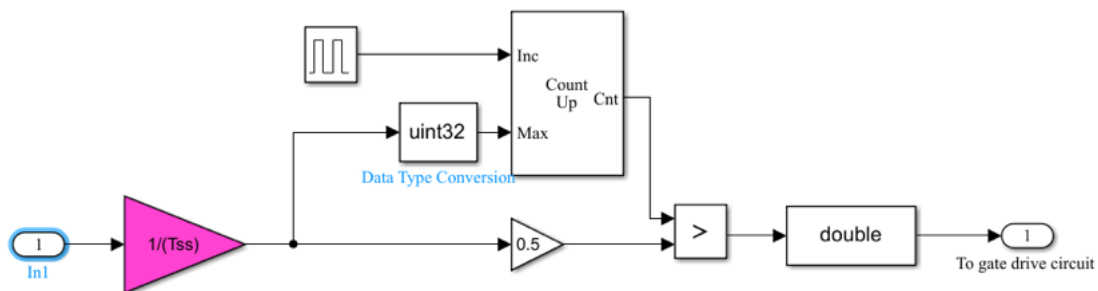 Inc
Count
Up
Cnt
uint32
Max
Data Type Conversion
1
In1
1/(Tss)
0.5
>
double
1
To gate drive circuit